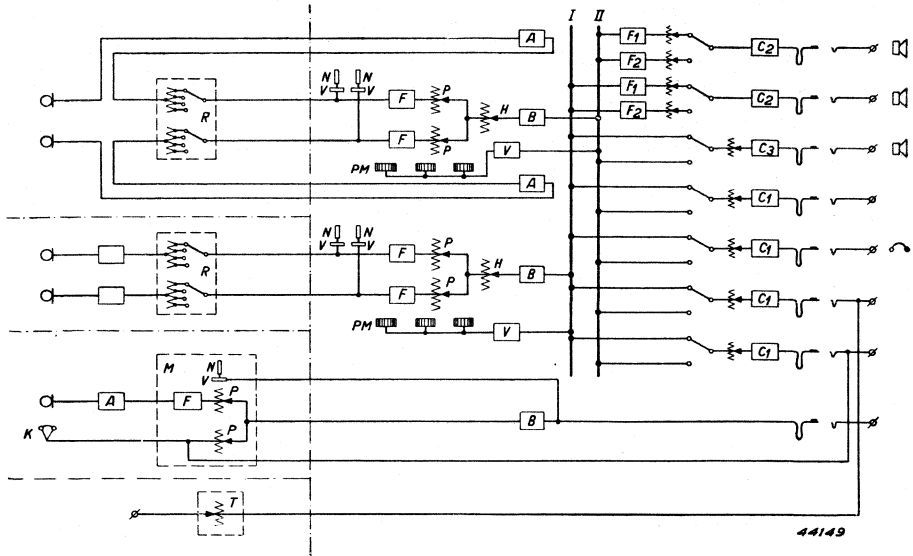 I II
A F1 C2
N N F2
V V F P F1 C2
R H B F2
F P
PM V C3
A
C1
N N
V V F P C1
R H B
F P C1
PM V
C1
M N
V
A F P
B
K P
T
44149